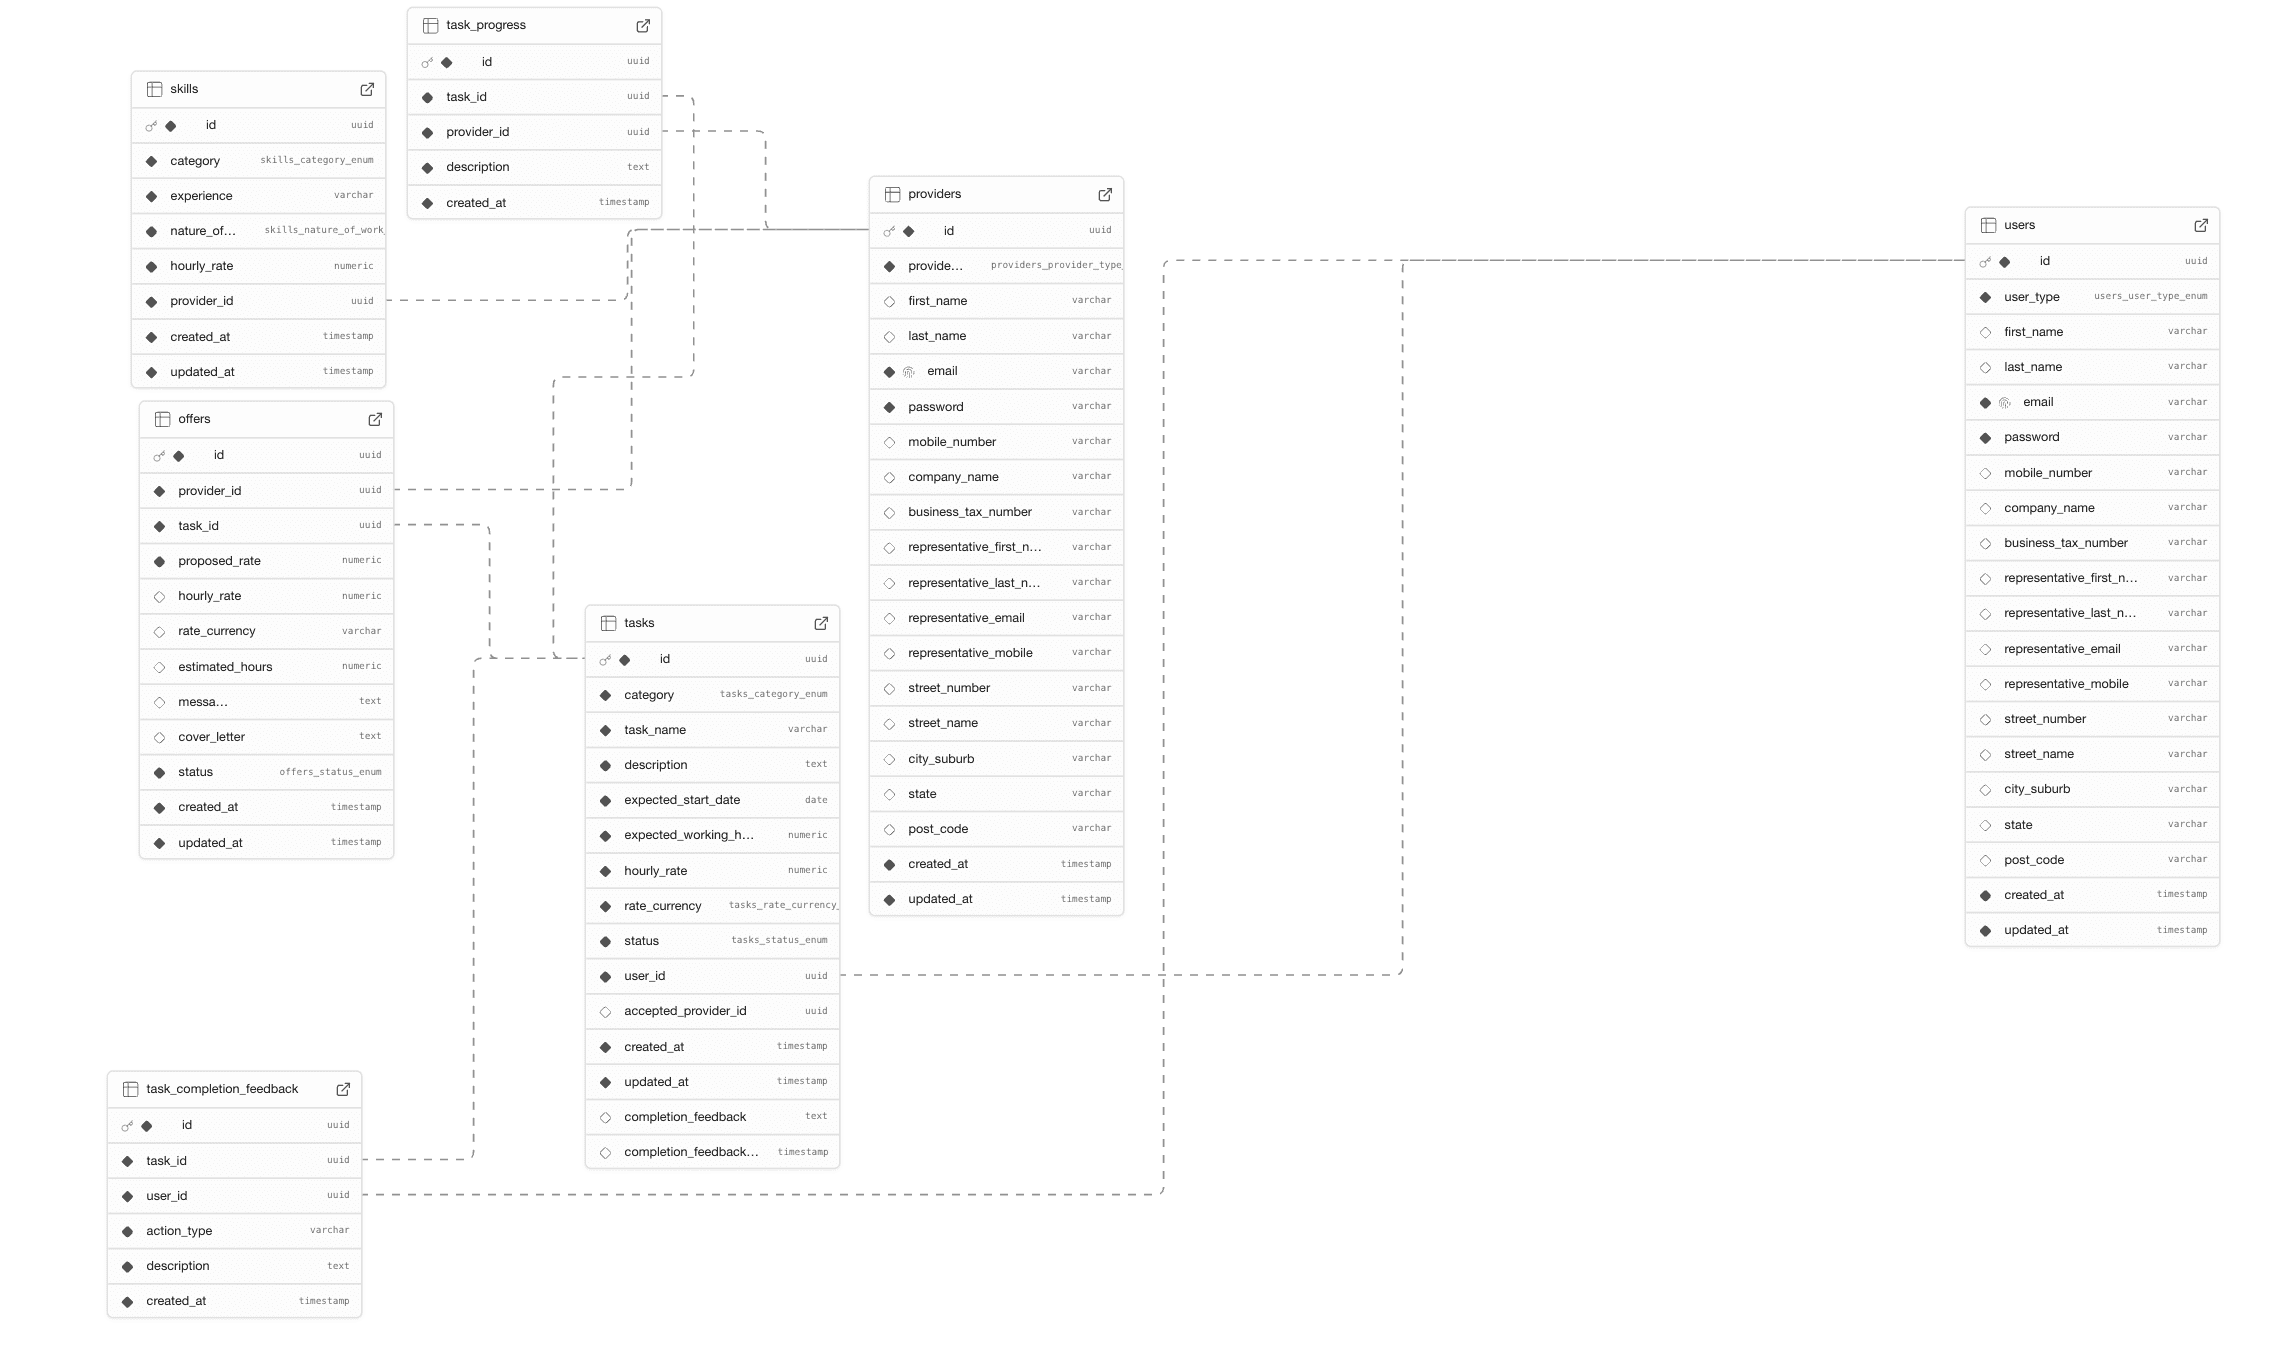 task_progress
id uuid
task_id uuid
provider_id uuid
description text
created_at timestamp
skills
id uuid
category skills_category_enum
experience varchar
nature_of… skills_nature_of_work_
hourly_rate numeric
provider_id uuid
created_at timestamp
updated_at timestamp
offers
id uuid
provider_id uuid
task_id uuid
proposed_rate numeric
hourly_rate numeric
rate_currency varchar
estimated_hours numeric
messa… text
cover_letter text
status offers_status_enum
created_at timestamp
updated_at timestamp
tasks
id uuid
category tasks_category_enum
task_name varchar
description text
expected_start_date date
expected_working_h… numeric
hourly_rate numeric
rate_currency tasks_rate_currency_
status tasks_status_enum
user_id uuid
accepted_provider_id uuid
created_at timestamp
updated_at timestamp
completion_feedback text
completion_feedback… timestamp
providers
id uuid
provide… providers_provider_type_
first_name varchar
last_name varchar
email varchar
password varchar
mobile_number varchar
company_name varchar
business_tax_number varchar
representative_first_n… varchar
representative_last_n… varchar
representative_email varchar
representative_mobile varchar
street_number varchar
street_name varchar
city_suburb varchar
state varchar
post_code varchar
created_at timestamp
updated_at timestamp
users
id uuid
user_type users_user_type_enum
first_name varchar
last_name varchar
email varchar
password varchar
mobile_number varchar
company_name varchar
business_tax_number varchar
representative_first_n… varchar
representative_last_n… varchar
representative_email varchar
representative_mobile varchar
street_number varchar
street_name varchar
city_suburb varchar
state varchar
post_code varchar
created_at timestamp
updated_at timestamp
task_completion_feedback
id uuid
task_id uuid
user_id uuid
action_type varchar
description text
created_at timestamp